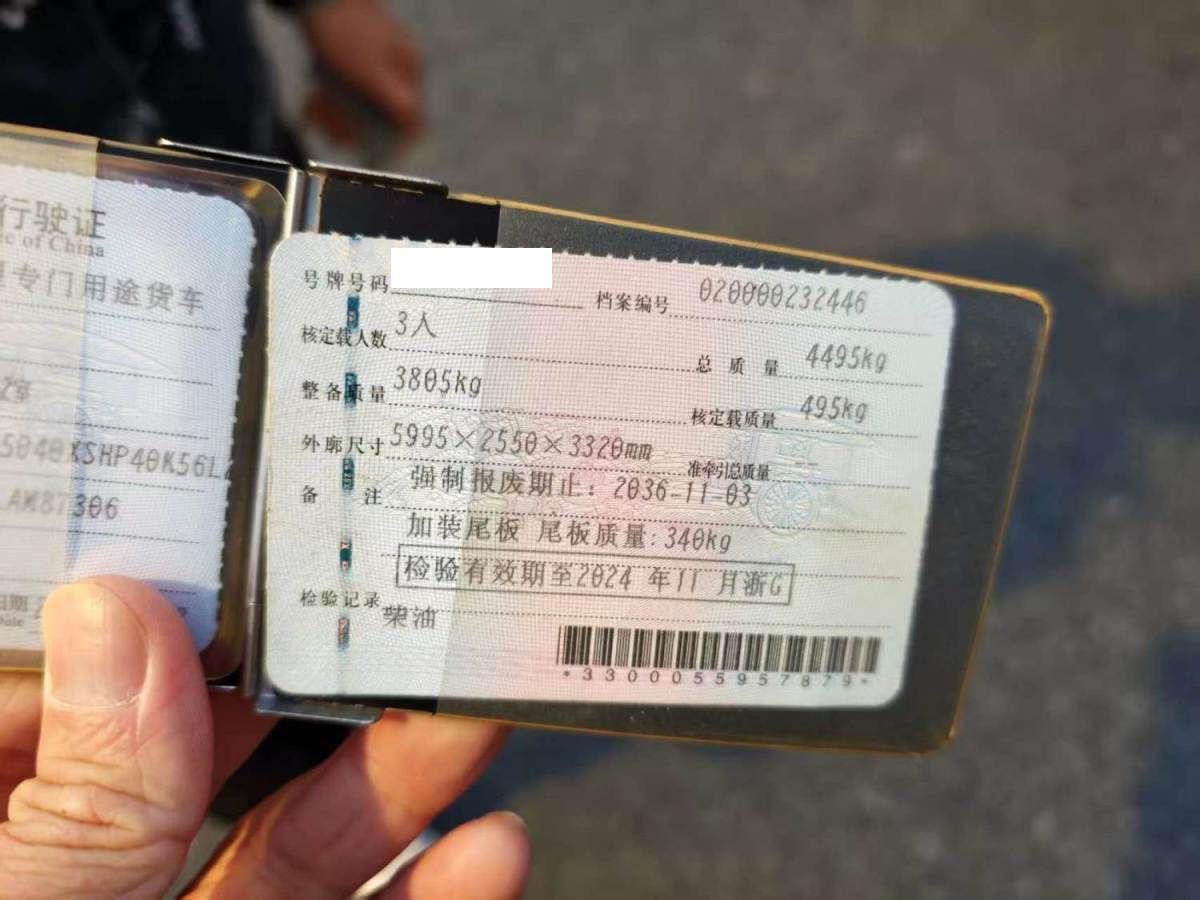 行驶证
e of China
专门用途货车
5040XSHP40K56L
AM87306
号牌号码
档案编号 020000232446
核定载人数 3人
总质量 4495kg
整备质量 3805kg
核定载质量 495kg
外廓尺寸 5995×2550×3320mm
准牵引总质量 --
备注 强制报废期止: 2036-11-03
加装尾板 尾板质量:340kg
检验有效期至2024 年11 月浙G
检验记录 柴油
*3300055957879*